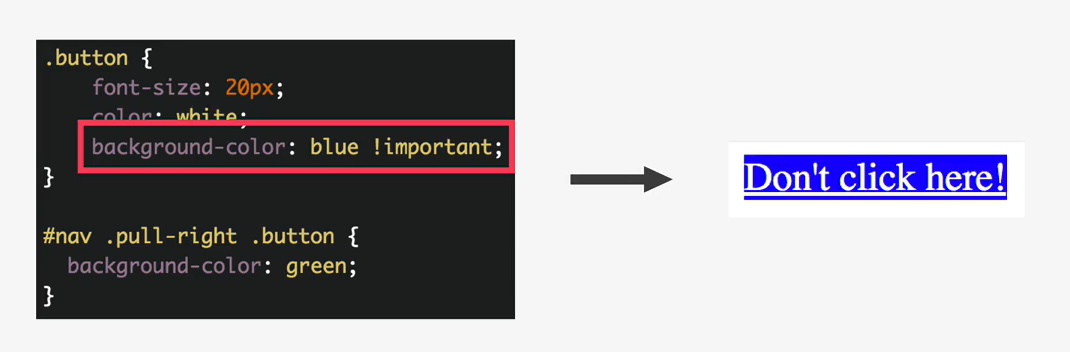 .button {
    font-size: 20px;
    color: white;
    background-color: blue !important;
}
#nav .pull-right .button {
  background-color: green;
}
Don't click here!